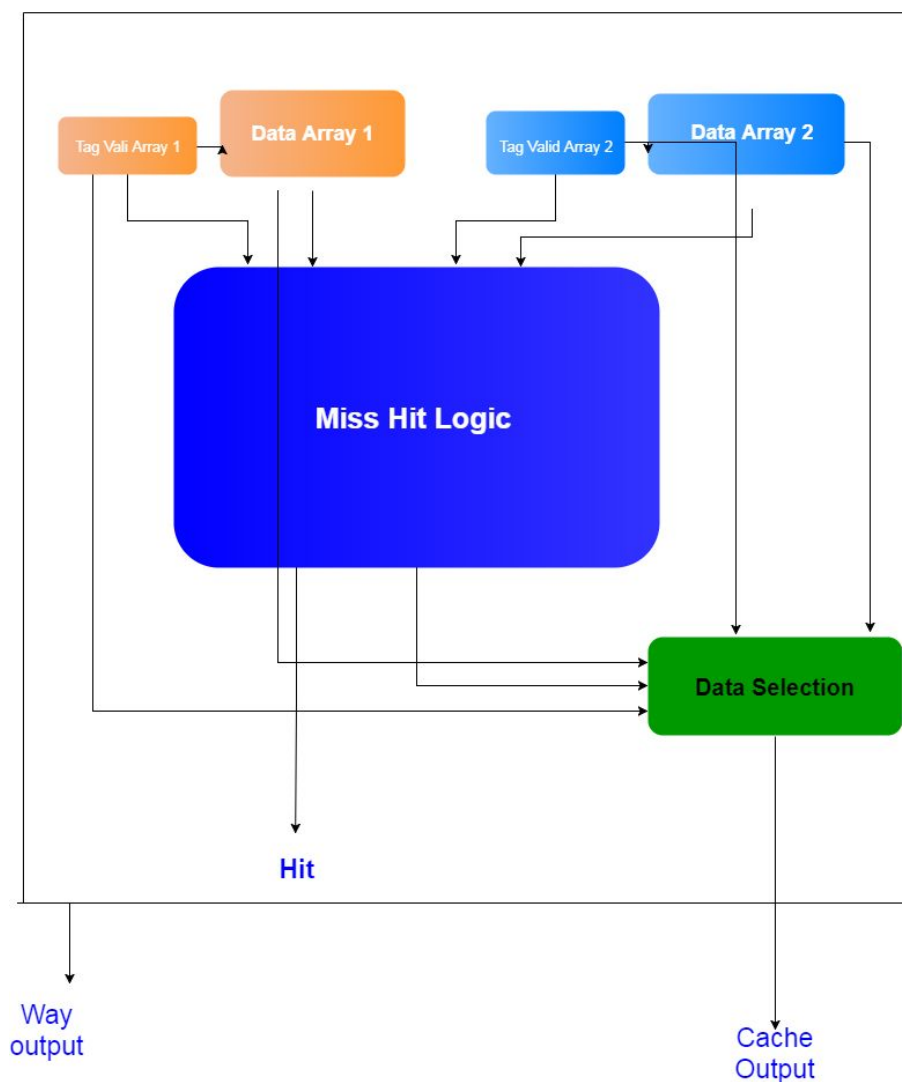 Tag Vali Array 1
Data Array 1
Tag Valid Array 2
Data Array 2
Miss Hit Logic
Data Selection
Hit
Way
output
Cache
Output